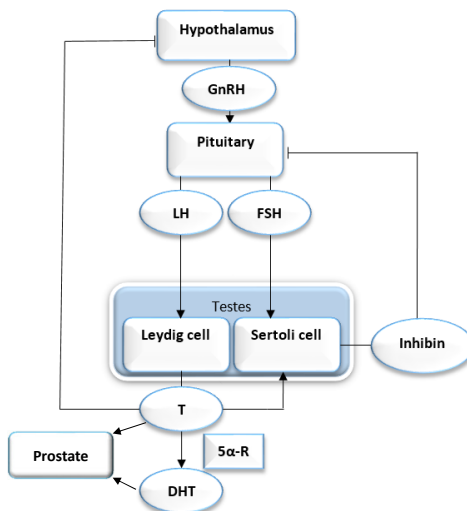 Hypothalamus
GnRH
Pituitary
LH
FSH
Testes
Leydig cell
Sertoli cell
Inhibin
T
5α-R
Prostate
DHT